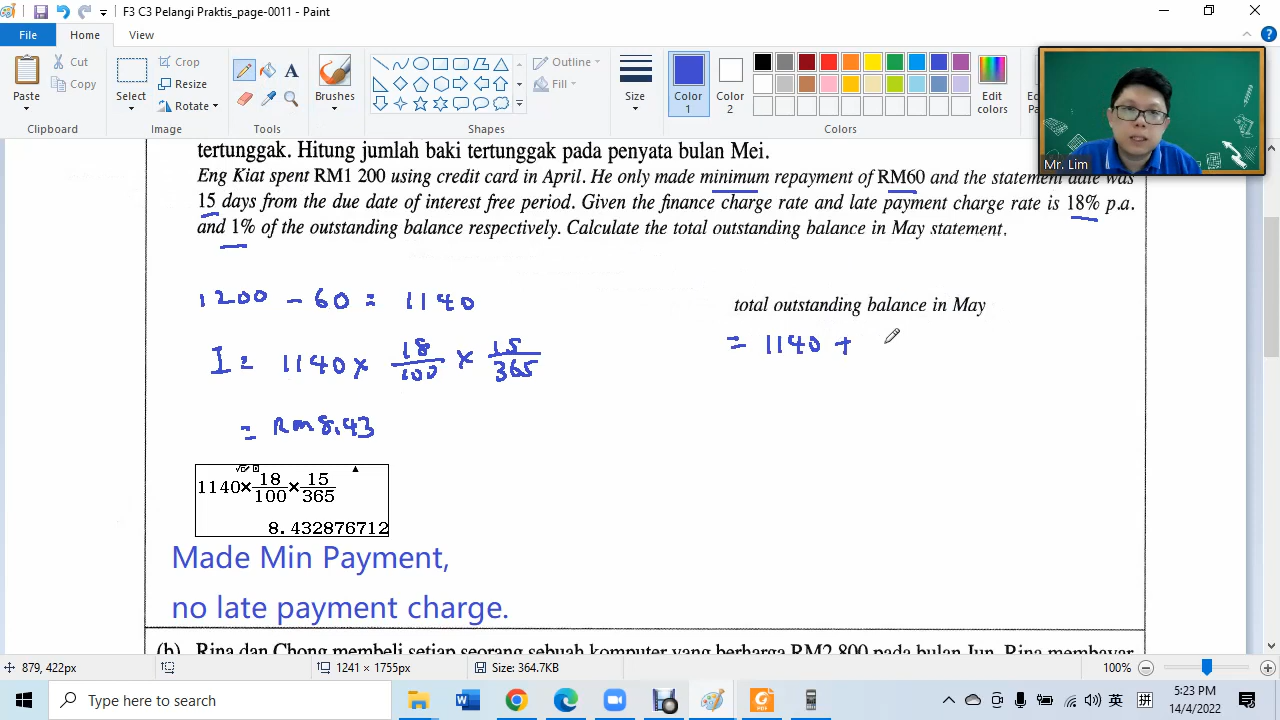 F3 C3 Pelangi Praktis_page-0011 - Paint
File Home View
Paste
Cut
Copy
Clipboard
Select
Crop
Resize
Rotate
Image
Tools
Brushes
Shapes
Outline
Fill
Size
Color 1
Color 2
Edit colors
Colors
Mr. Lim
tertunggak. Hitung jumlah baki tertunggak pada penyata bulan Mei.
Eng Kiat spent RM1 200 using credit card in April. He only made minimum repayment of RM60 and the statement date was
15 days from the due date of interest free period. Given the finance charge rate and late payment charge rate is 18% p.a.
and 1% of the outstanding balance respectively. Calculate the total outstanding balance in May statement.
1200 - 60 = 1140
I = 1140 × 18/100 × 15/365
= RM 8.43
1140×18/100×15/365
8.432876712
Made Min Payment,
no late payment charge.
total outstanding balance in May
= 1140 +
(b) Rina dan Chong membeli setiap seorang sebuah komputer yang berharga RM2 800 pada bulan Jun. Rina membayar
879, 422px
1241 × 1755px
Size: 364.7KB
100%
Type here to search
英
拼
5:23 PM
14/4/2022